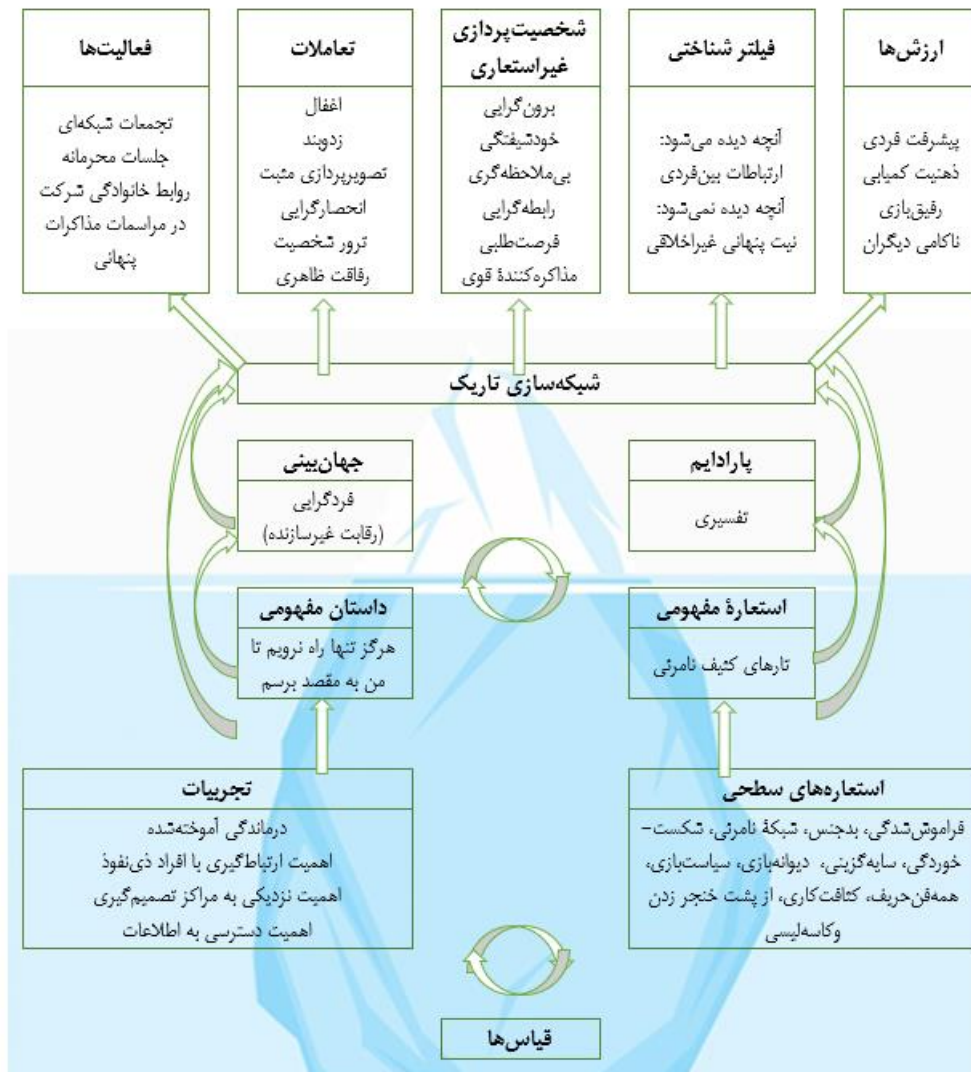 ارزش‌ها
پیشرفت فردی
ذهنیت کمیابی
رفیق‌بازی
ناکامی دیگران
فیلتر شناختی
آنچه دیده می‌شود:
ارتباطات بین‌فردی
آنچه دیده نمی‌شود:
نیت پنهانی غیراخلاقی
شخصیت‌پردازی
غیراستعاری
برون‌گرایی
خودشیفتگی
بی‌ملاحظه‌گری
رابطه‌گرایی
فرصت‌طلبی
مذاکره‌کنندهٔ قوی
تعاملات
اغفال
زدوبند
تصویرپردازی مثبت
انحصارگرایی
ترور شخصیت
رفاقت ظاهری
فعالیت‌ها
تجمعات شبکه‌ای
جلسات محرمانه
روابط خانوادگی شرکت
در مراسمات مذاکرات
پنهانی
شبکه‌سازی تاریک
پارادایم
تفسیری
جهان‌بینی
فردگرایی
(رقابت غیرسازنده)
استعارهٔ مفهومی
تارهای کثیف نامرئی
داستان مفهومی
هرگز تنها راه نرویم تا
من به مقصد برسم
استعاره‌های سطحی
فراموش‌شدگی، بدجنس، شبکهٔ نامرئی، شکست-
خوردگی، سایه‌گزینی، دیوانه‌بازی، سیاست‌بازی،
همه‌فن‌حریف، کثافت‌کاری، از پشت خنجر زدن
وکاسه‌لیسی
تجربیات
درماندگی آموخته‌شده
اهمیت ارتباط‌گیری با افراد ذی‌نفوذ
اهمیت نزدیکی به مراکز تصمیم‌گیری
اهمیت دسترسی به اطلاعات
قیاس‌ها